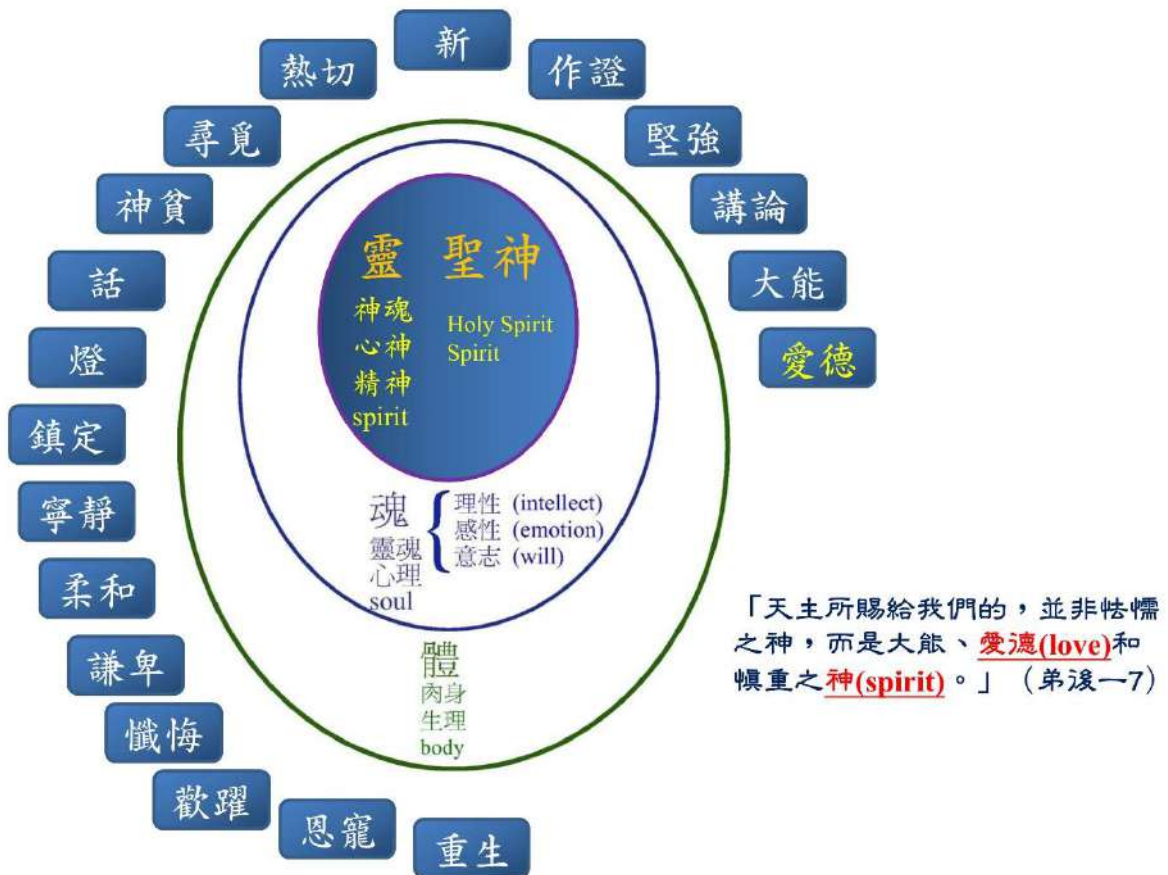 新
熱切
作證
尋覓
堅強
神貧
講論
話
大能
燈
愛德
鎮定
寧靜
柔和
謙卑
懺悔
歡躍
恩寵
重生
靈 聖神
神魂
心神
精神
spirit
Holy Spirit
Spirit
魂
靈魂
心理
soul
理性 (intellect)
感性 (emotion)
意志 (will)
體
肉身
生理
body
「天主所賜給我們的，並非怯懦
之神，而是大能、愛德(love)和
慎重之神(spirit)。」（弟後一7）